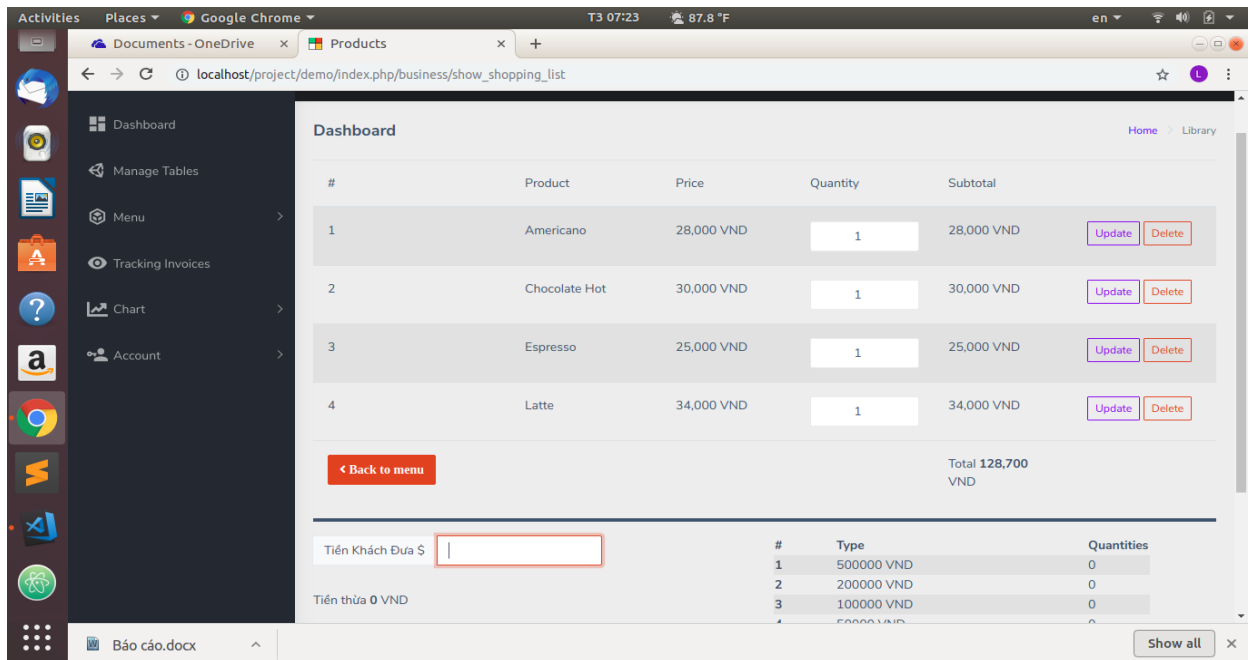 Activities Places Google Chrome T3 07:23 87.8 °F en
Documents - OneDrive Products
localhost/project/demo/index.php/business/show_shopping_list L
Dashboard
Manage Tables
Menu
Tracking Invoices
Chart
Account
Dashboard Home Library
# Product Price Quantity Subtotal
1 Americano 28,000 VND 1 28,000 VND Update Delete
2 Chocolate Hot 30,000 VND 1 30,000 VND Update Delete
3 Espresso 25,000 VND 1 25,000 VND Update Delete
4 Latte 34,000 VND 1 34,000 VND Update Delete
Back to menu Total 128,700
VND
Tiền Khách Đưa $
Tiền thừa 0 VND
# Type Quantities
1 500000 VND 0
2 200000 VND 0
3 100000 VND 0
4 50000 VND 0
Báo cáo.docx Show all